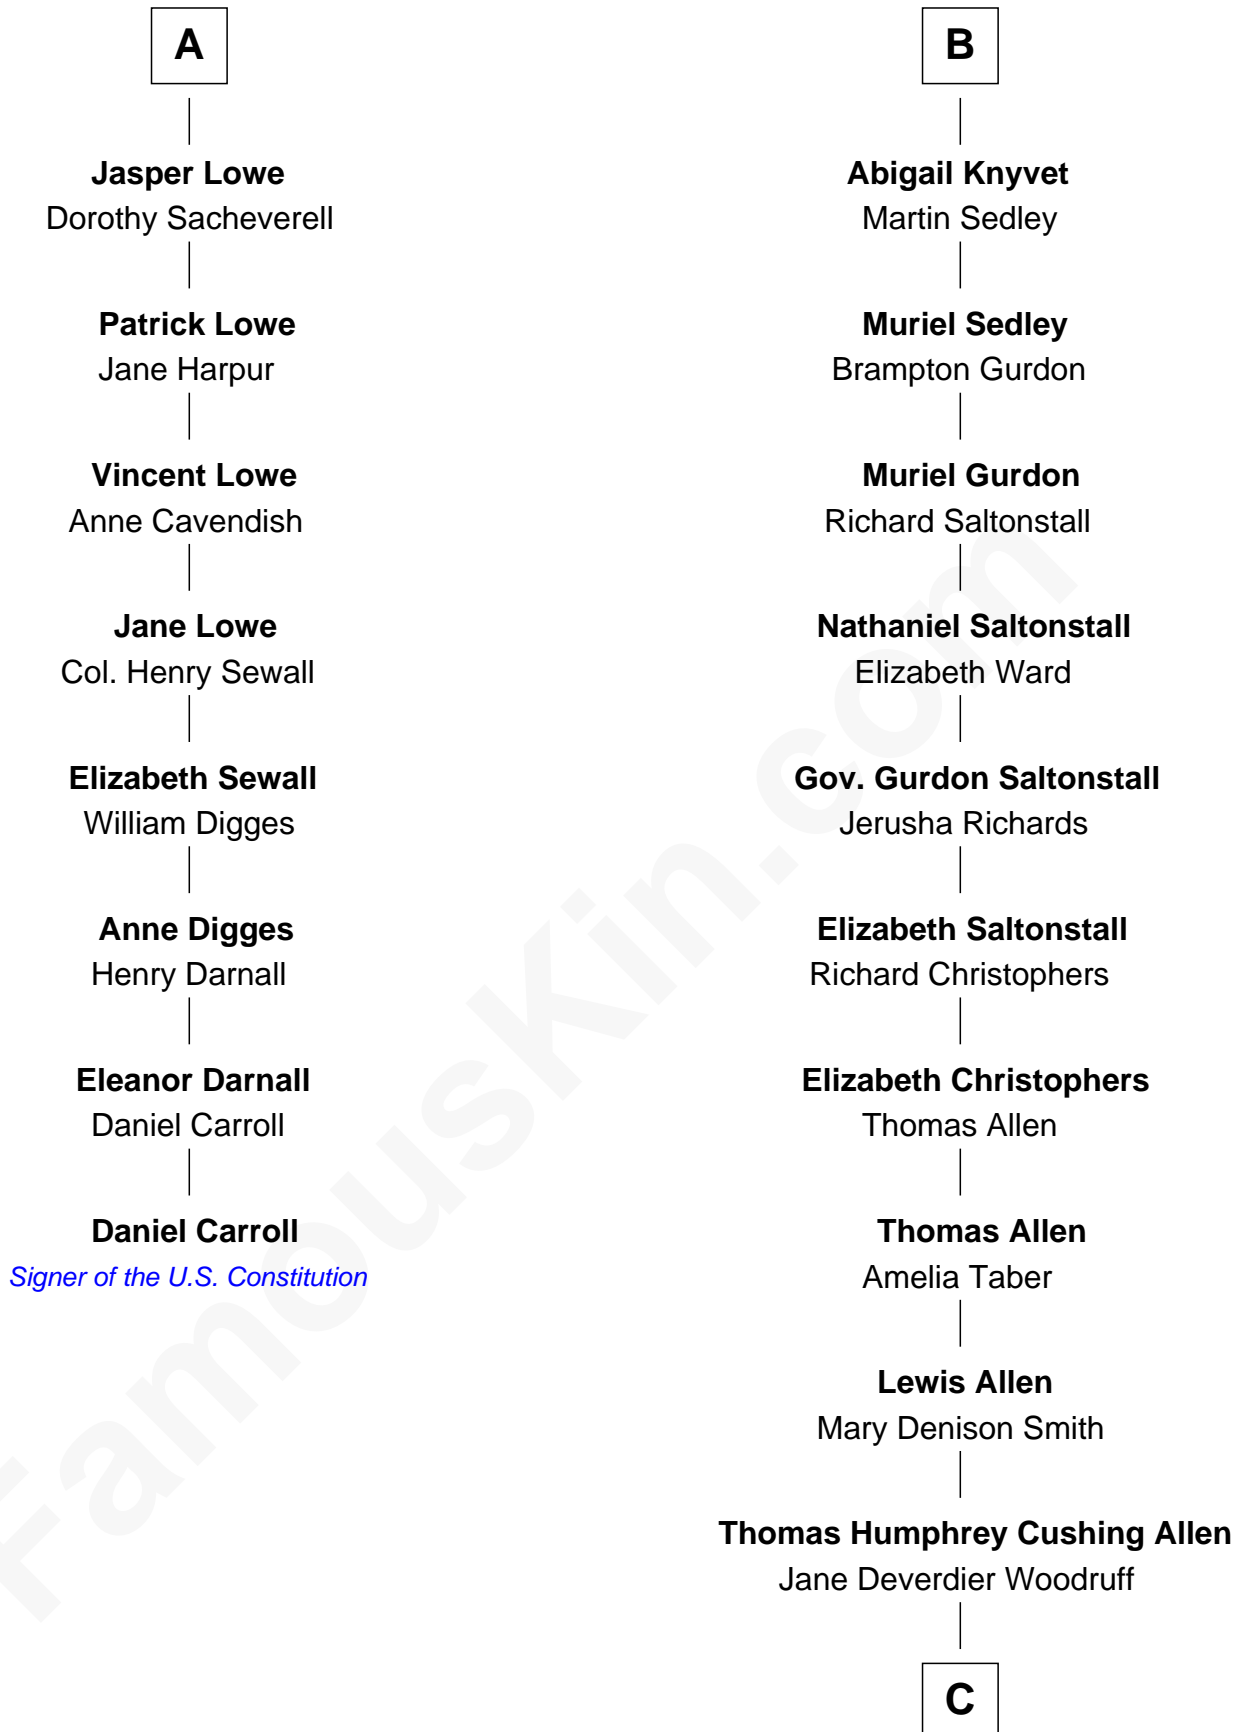 A
Jasper Lowe
Dorothy Sacheverell
Patrick Lowe
Jane Harpur
Vincent Lowe
Anne Cavendish
Jane Lowe
Col. Henry Sewall
Elizabeth Sewall
William Digges
Anne Digges
Henry Darnall
Eleanor Darnall
Daniel Carroll
Daniel Carroll
Signer of the U.S. Constitution
B
Abigail Knyvet
Martin Sedley
Muriel Sedley
Brampton Gurdon
Muriel Gurdon
Richard Saltonstall
Nathaniel Saltonstall
Elizabeth Ward
Gov. Gurdon Saltonstall
Jerusha Richards
Elizabeth Saltonstall
Richard Christophers
Elizabeth Christophers
Thomas Allen
Thomas Allen
Amelia Taber
Lewis Allen
Mary Denison Smith
Thomas Humphrey Cushing Allen
Jane Deverdier Woodruff
C
FamousKin.com